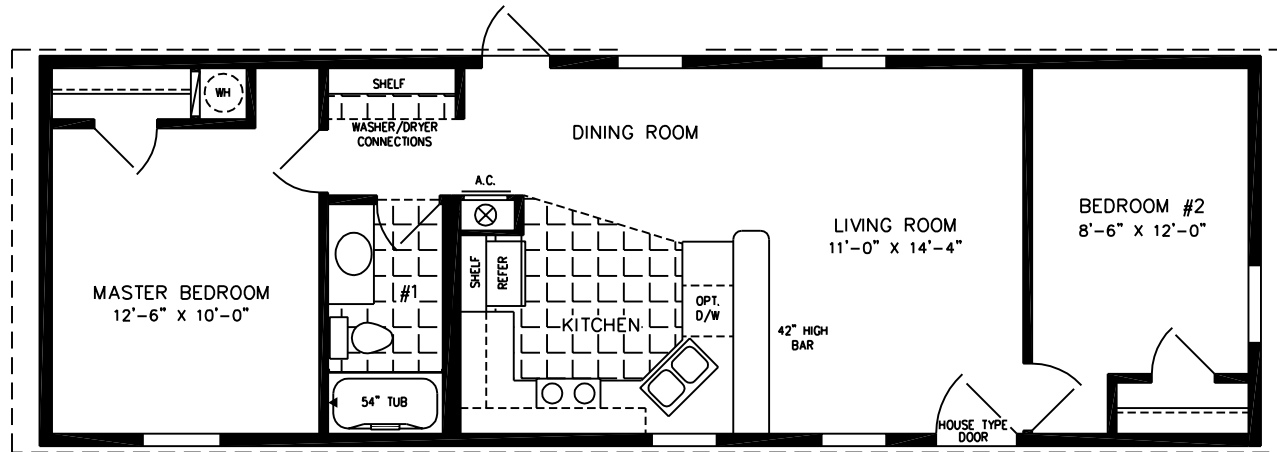 SHELF
WH
WASHER/DRYER
CONNECTIONS
DINING ROOM
A.C.
MASTER BEDROOM
12'-6" X 10'-0"
#1
SHELF
REFER
KITCHEN
OPT.
D/W
42" HIGH
BAR
LIVING ROOM
11'-0" X 14'-4"
BEDROOM #2
8'-6" X 12'-0"
54" TUB
HOUSE TYPE
DOOR